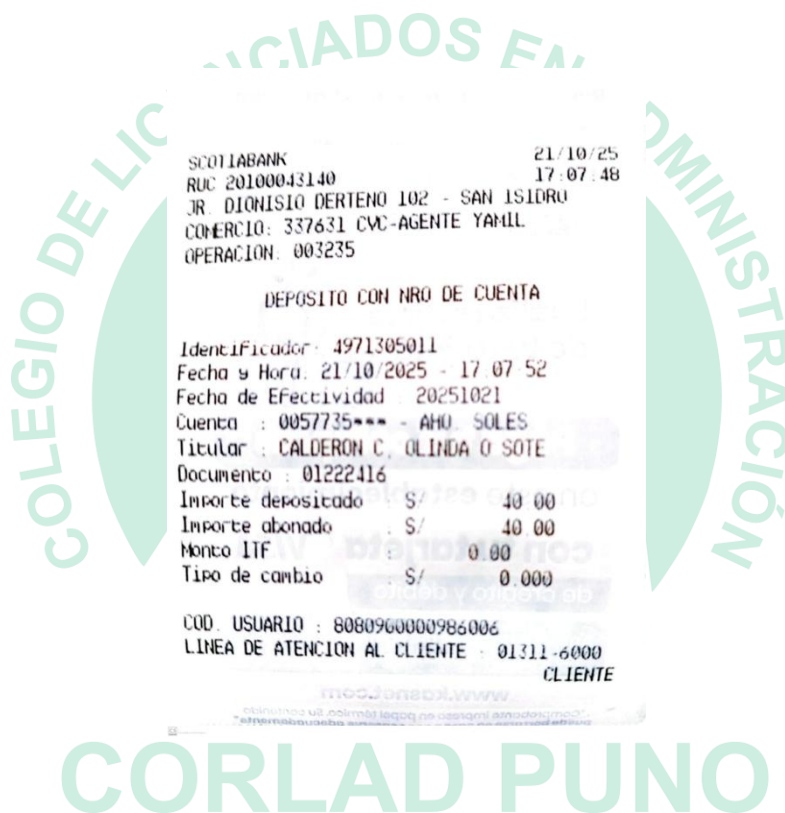 COLEGIO DE LICENCIADOS EN ADMINISTRACIÓN
SCOTIABANK 21/10/25
RUC 20100043140 17:07:48
JR. DIONISIO DERTENO 102 - SAN ISIDRO
COMERCIO: 337631 CVC-AGENTE YAMIL
OPERACION. 003235
DEPOSITO CON NRO DE CUENTA
Identificador: 4971305011
Fecha y Hora. 21/10/2025 - 17:07:52
Fecha de Efectividad : 20251021
Cuenta : 0057735*** - AHO. SOLES
Titular : CALDERON C. OLINDA O SOTE
Documento : 01222416
Importe depositado : S/ 40.00
Importe abonado : S/ 40.00
Monto ITF : 0.00
Tipo de cambio : S/ 0.000
COD. USUARIO : 8080960000986006
LINEA DE ATENCION AL CLIENTE : 01311-6000
CLIENTE
www.kasnet.com
CORLAD PUNO